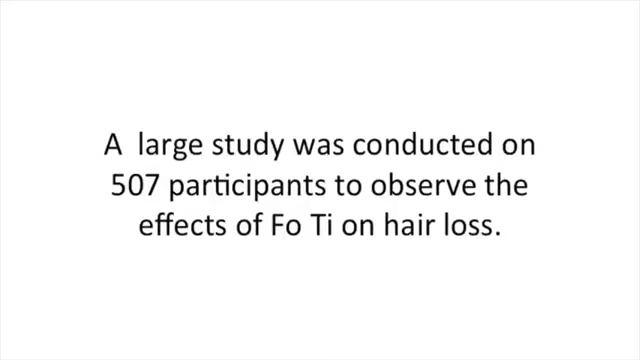 A  large study was conducted on
507 participants to observe the
effects of Fo Ti on hair loss.